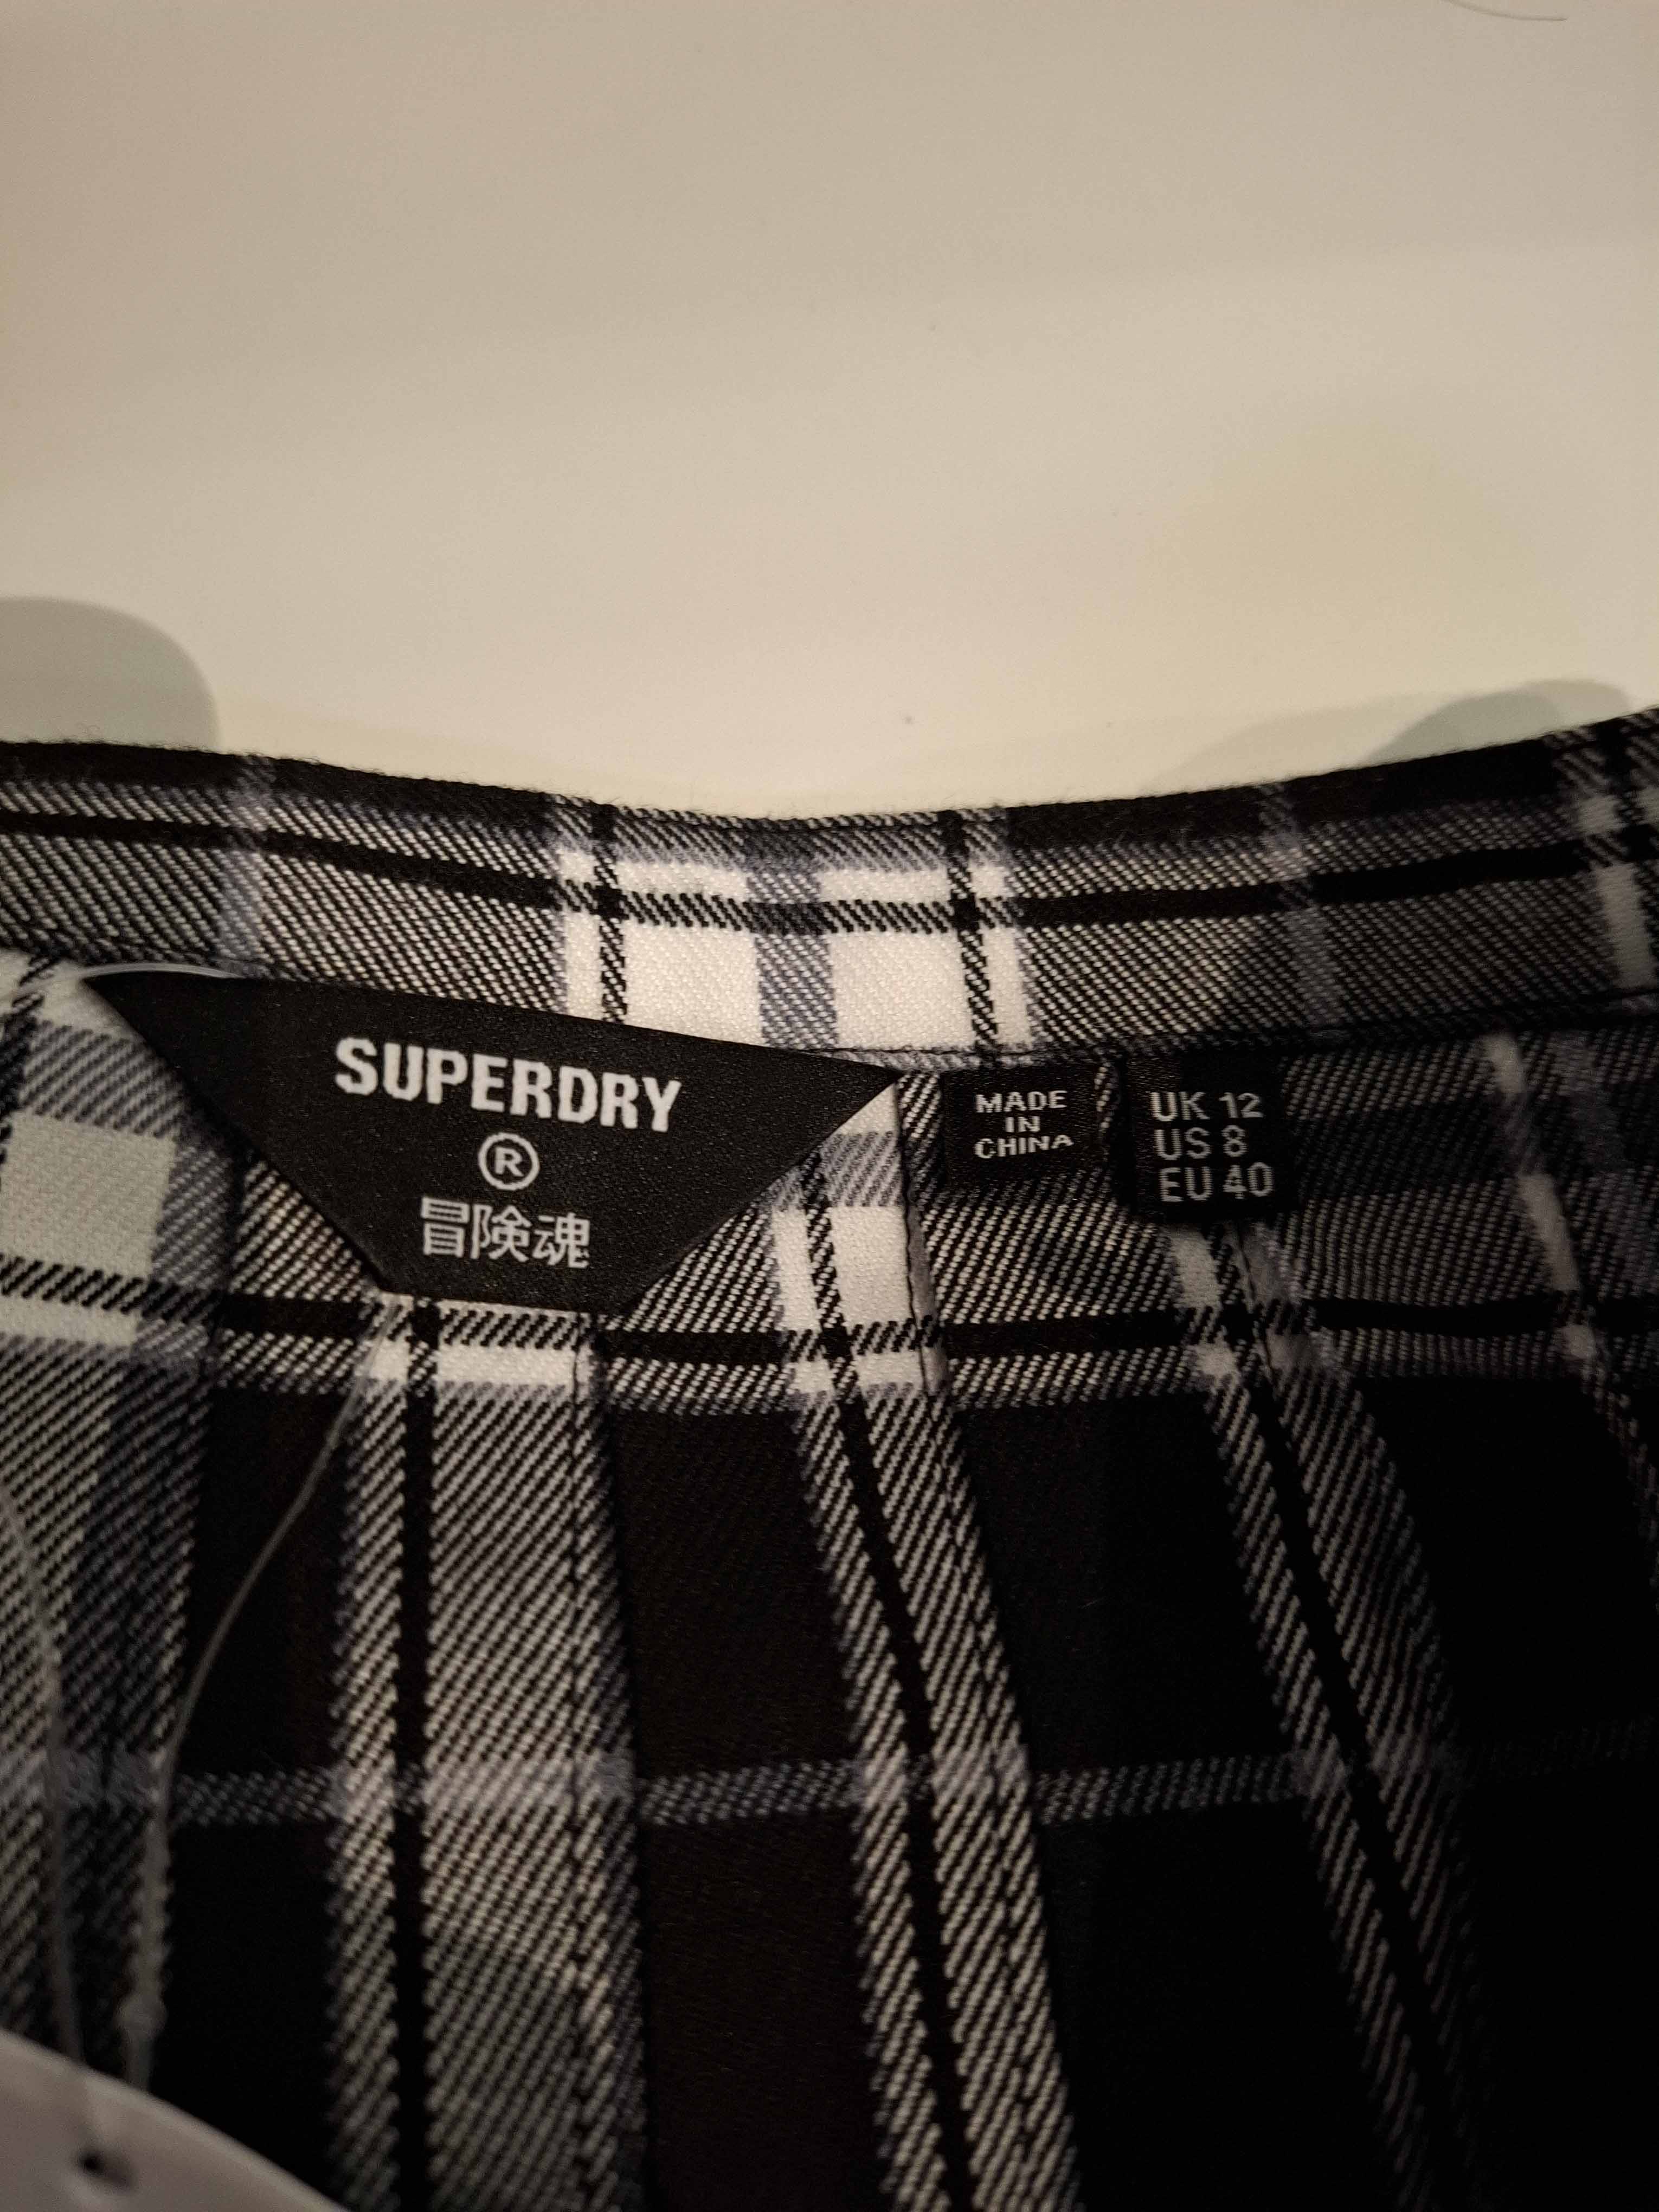 SUPERDRY
®
冒険魂
MADE
IN
CHINA
UK 12
US 8
EU 40